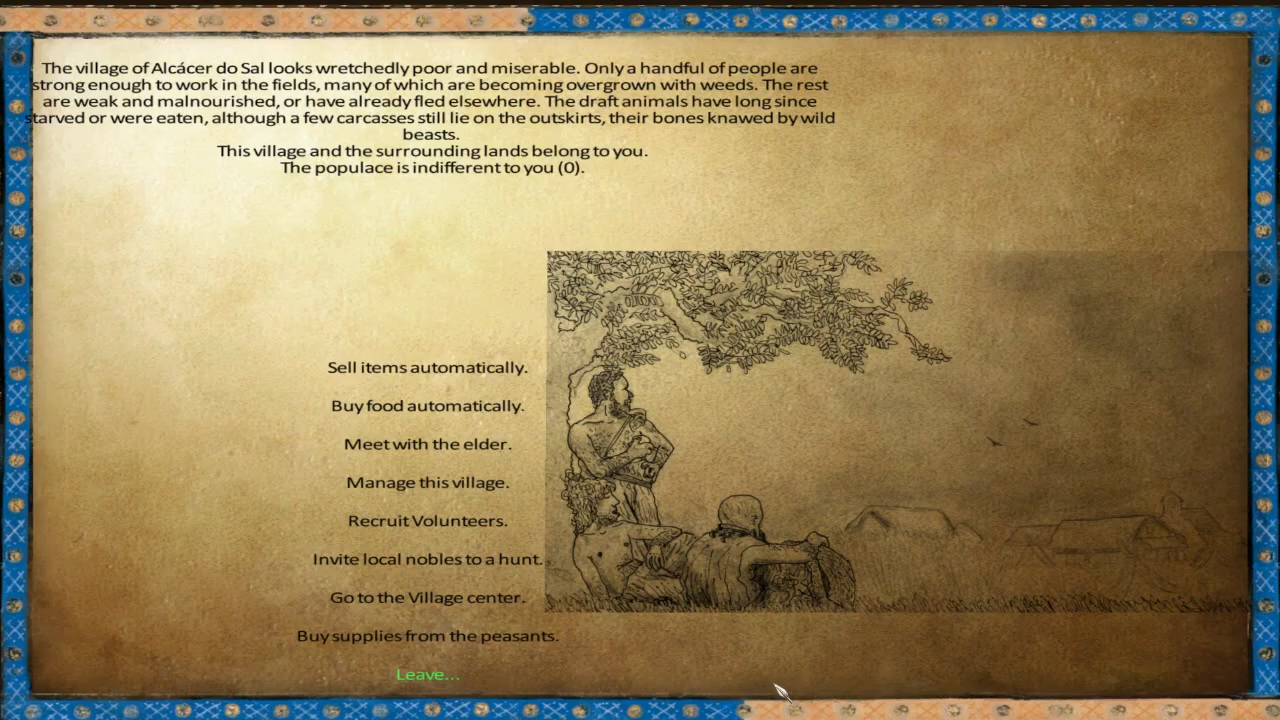 The village of Alcácer do Sal looks wretchedly poor and miserable. Only a handful of people are
strong enough to work in the fields, many of which are becoming overgrown with weeds. The rest
are weak and malnourished, or have already fled elsewhere. The draft animals have long since
starved or were eaten, although a few carcasses still lie on the outskirts, their bones knawed by wild
beasts.
This village and the surrounding lands belong to you.
The populace is indifferent to you (0).
Sell items automatically.
Buy food automatically.
Meet with the elder.
Manage this village.
Recruit Volunteers.
Invite local nobles to a hunt.
Go to the Village center.
Buy supplies from the peasants.
Leave...